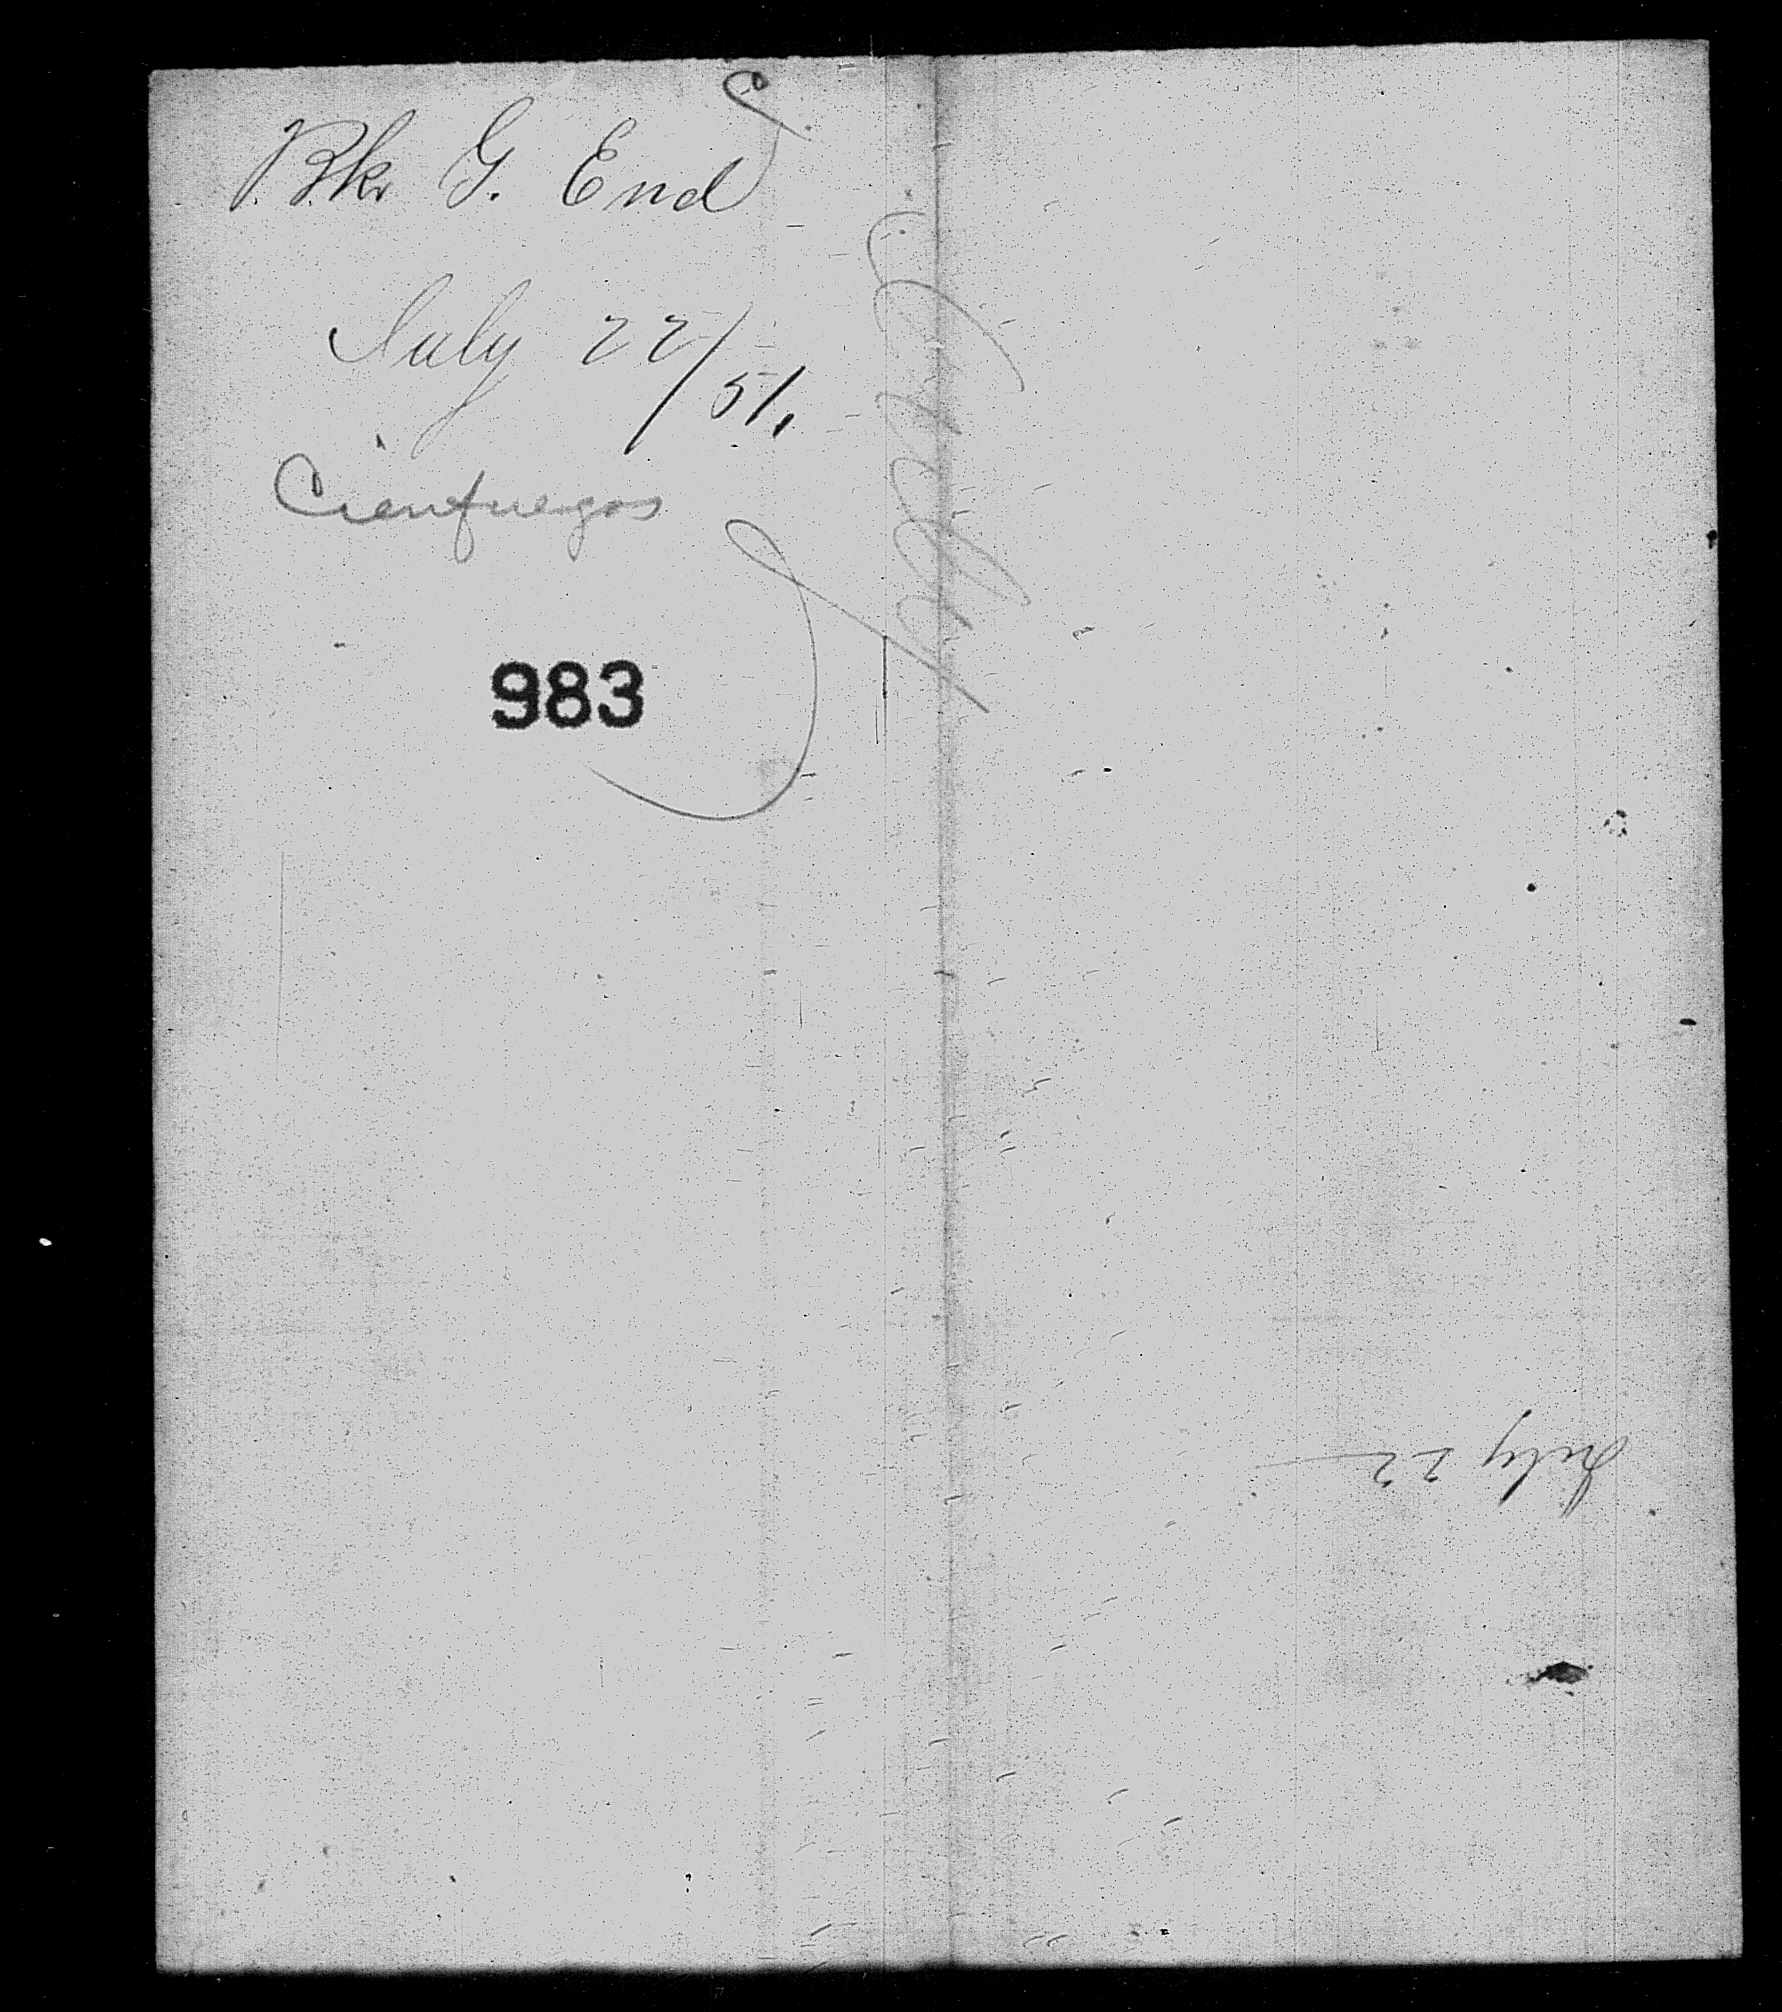 Bk G. End
July 22/51,
Cienfuegos
983
July 22